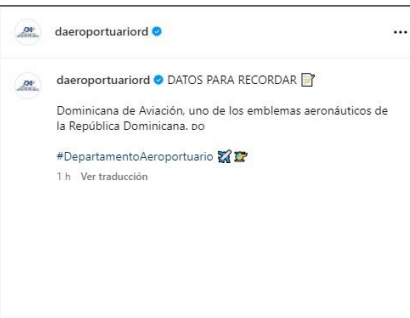 daeroportuariord
daeroportuariord DATOS PARA RECORDAR 📝
Dominicana de Aviación, uno de los emblemas aeronáuticos de
la República Dominicana. DO
#DepartamentoAeroportuario
1 h Ver traducción